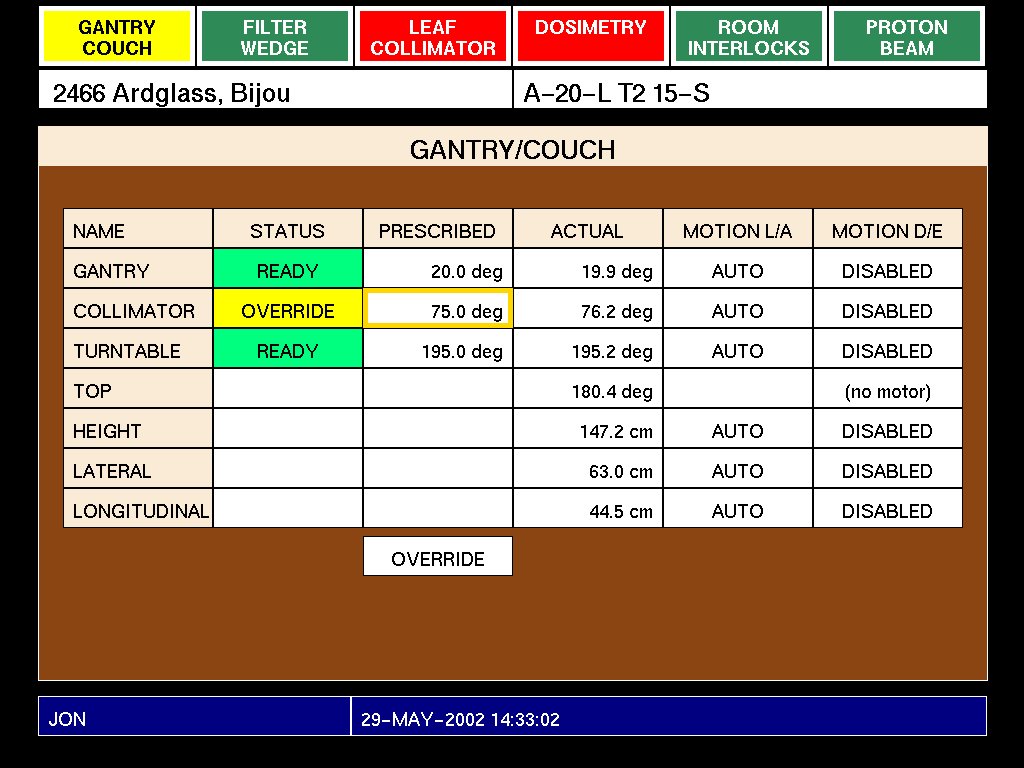 GANTRY COUCH
FILTER WEDGE
LEAF COLLIMATOR
DOSIMETRY
ROOM INTERLOCKS
PROTON BEAM
2466 Ardglass, Bijou
A-20-L T2 15-S
GANTRY/COUCH
NAME STATUS PRESCRIBED ACTUAL MOTION L/A MOTION D/E
GANTRY READY 20.0 deg 19.9 deg AUTO DISABLED
COLLIMATOR OVERRIDE 75.0 deg 76.2 deg AUTO DISABLED
TURNTABLE READY 195.0 deg 195.2 deg AUTO DISABLED
TOP 180.4 deg (no motor)
HEIGHT 147.2 cm AUTO DISABLED
LATERAL 63.0 cm AUTO DISABLED
LONGITUDINAL 44.5 cm AUTO DISABLED
OVERRIDE
JON 29-MAY-2002 14:33:02